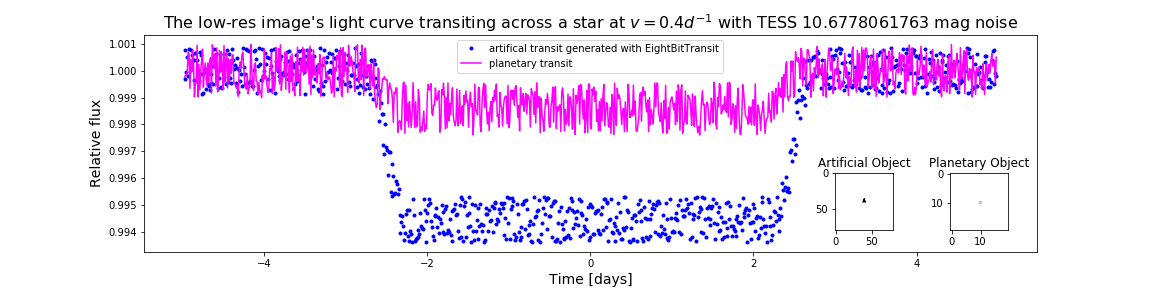 The low-res image's light curve transiting across a star at v = 0.4d⁻¹ with TESS 10.6778061763 mag noise
artifical transit generated with EightBitTransit
planetary transit
Relative flux
1.001
1.000
0.999
0.998
0.997
0.996
0.995
0.994
Artificial Object
0
50
0 50
Planetary Object
0
10
0 10
−4 −2 0 2 4
Time [days]